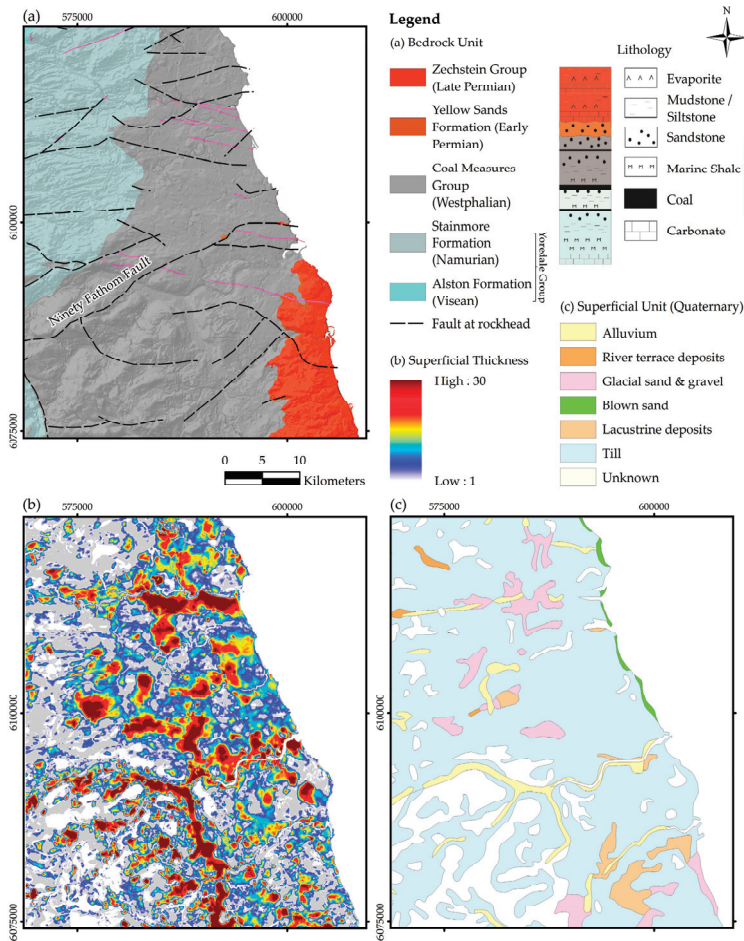 (a)
575000
600000
6100000
6075000
Ninety Fathom Fault
0 5 10
Kilometers
Legend
(a) Bedrock Unit
Zechstein Group
(Late Permian)
Yellow Sands
Formation (Early
Permian)
Coal Measures
Group
(Westphalian)
Stainmore
Formation
(Namurian)
Alston Formation
(Visean)
Yoredale Group
Fault at rockhead
(b) Superficial Thickness
High : 30
Low : 1
N
Lithology
Evaporite
Mudstone /
Siltstone
Sandstone
Marine Shale
Coal
Carbonate
(c) Superficial Unit (Quaternary)
Alluvium
River terrace deposits
Glacial sand & gravel
Blown sand
Lacustrine deposits
Till
Unknown
(b)
575000
600000
6100000
6075000
(c)
575000
600000
6100000
6075000